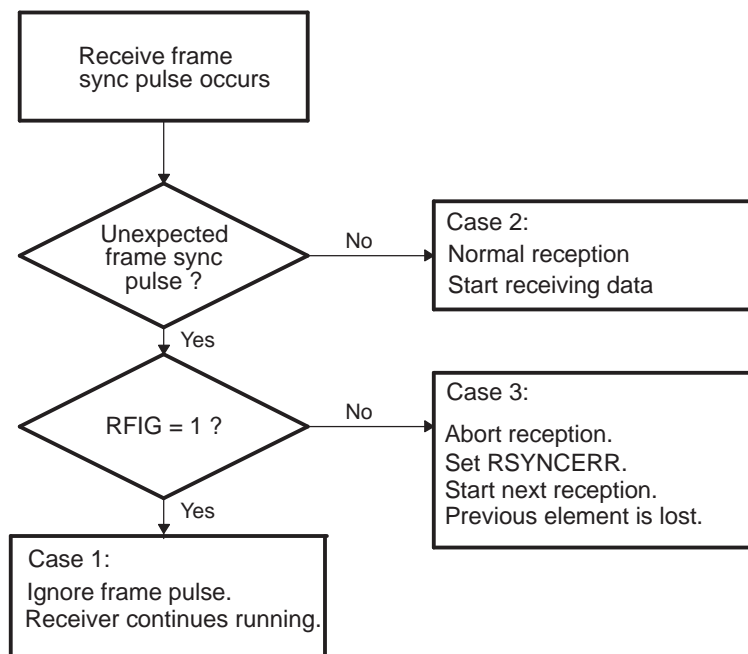 Receive frame
sync pulse occurs
Unexpected
frame sync
pulse ?
No
Case 2:
Normal reception
Start receiving data
Yes
RFIG = 1 ?
No
Case 3:
Abort reception.
Set RSYNCERR.
Start next reception.
Previous element is lost.
Yes
Case 1:
Ignore frame pulse.
Receiver continues running.